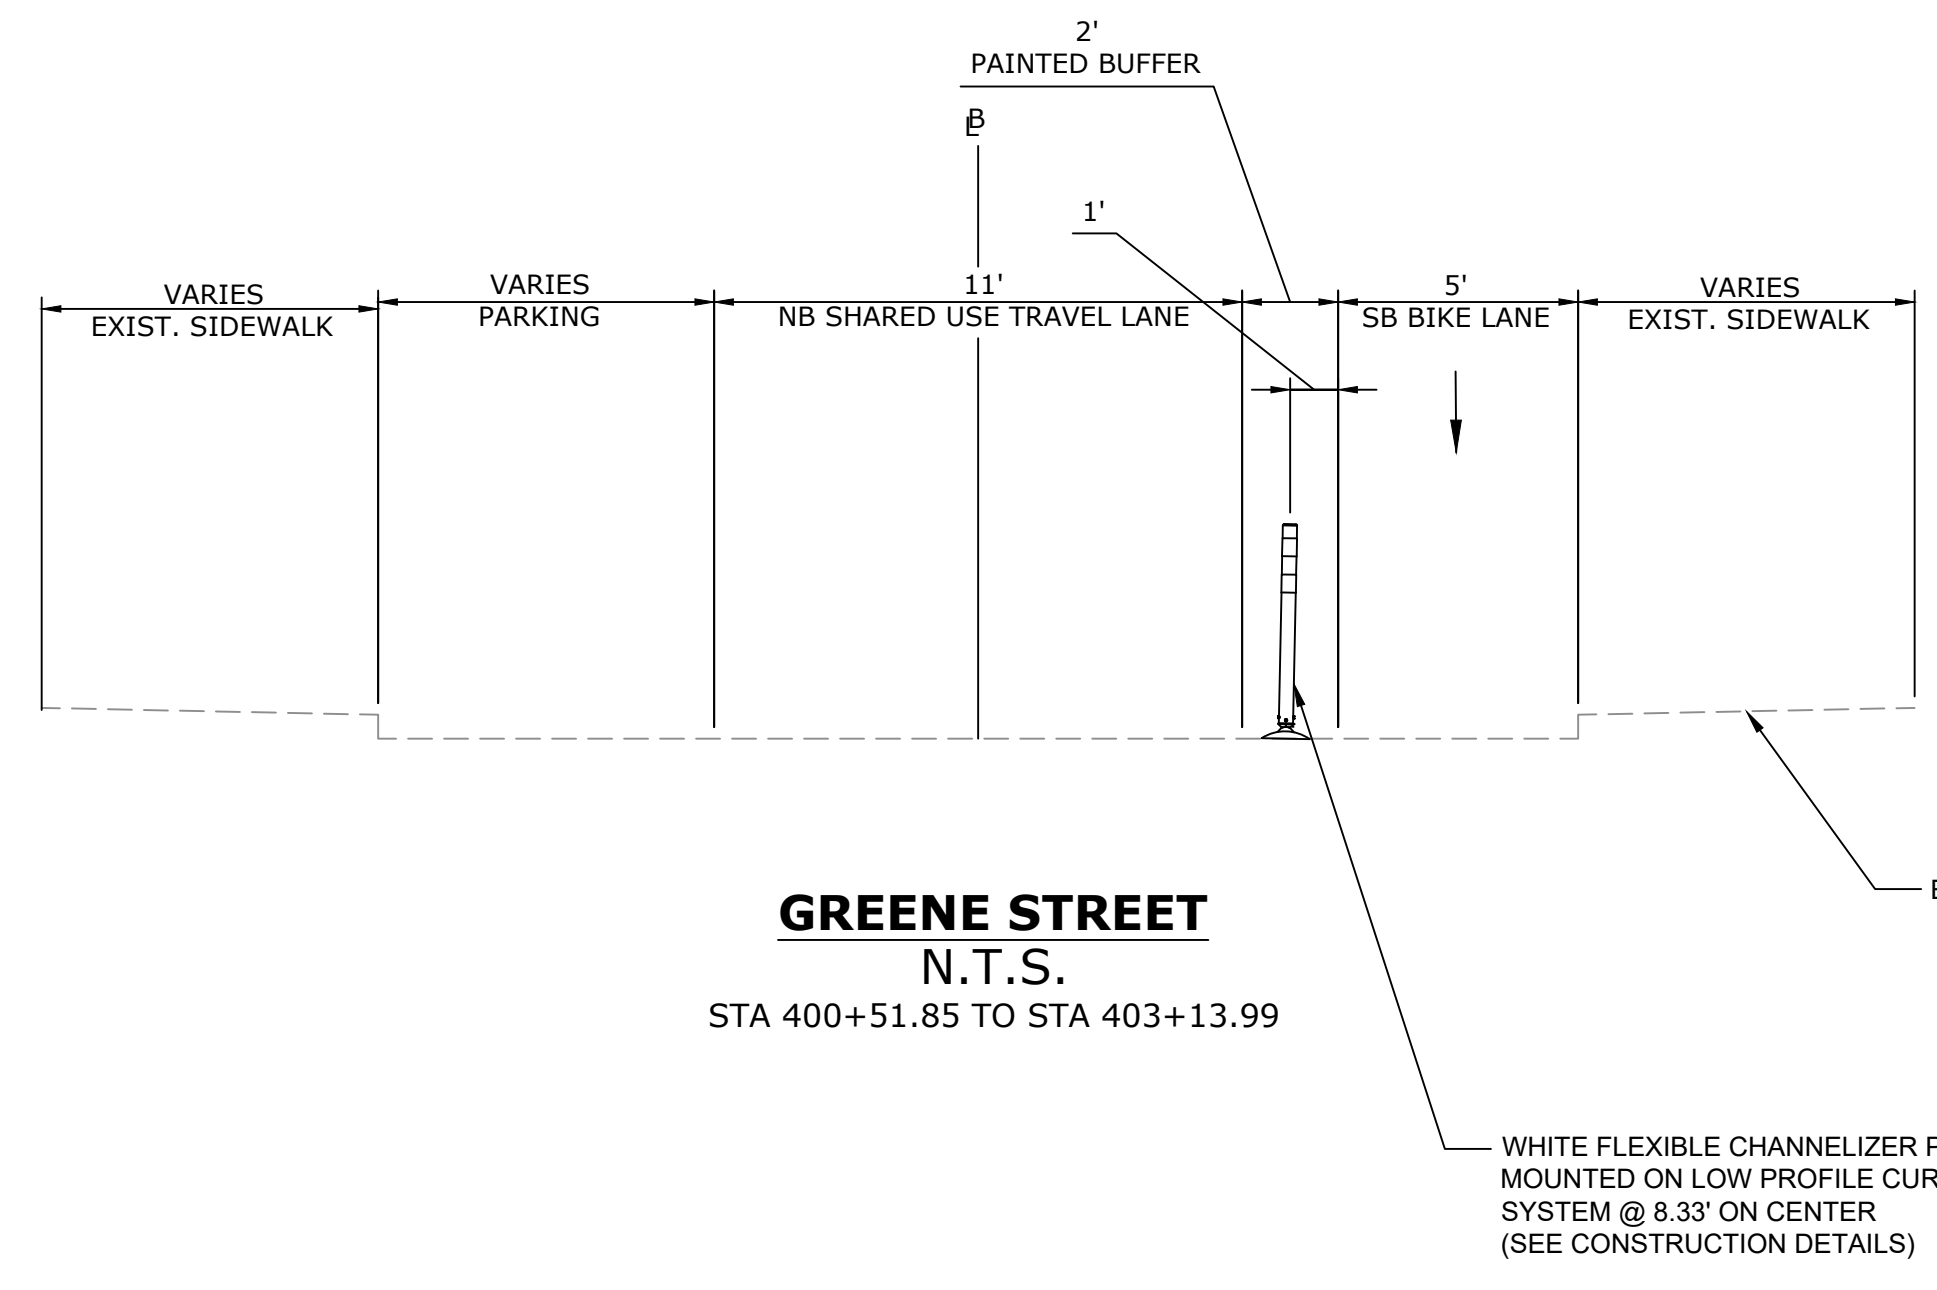 2'
PAINTED BUFFER
BL
1'
VARIES
EXIST. SIDEWALK
VARIES
PARKING
11'
NB SHARED USE TRAVEL LANE
5'
SB BIKE LANE
VARIES
EXIST. SIDEWALK
GREENE STREET
N.T.S.
STA 400+51.85 TO STA 403+13.99
WHITE FLEXIBLE CHANNELIZER
MOUNTED ON LOW PROFILE
SYSTEM @ 8.33' ON CENTER
(SEE CONSTRUCTION DETAILS)